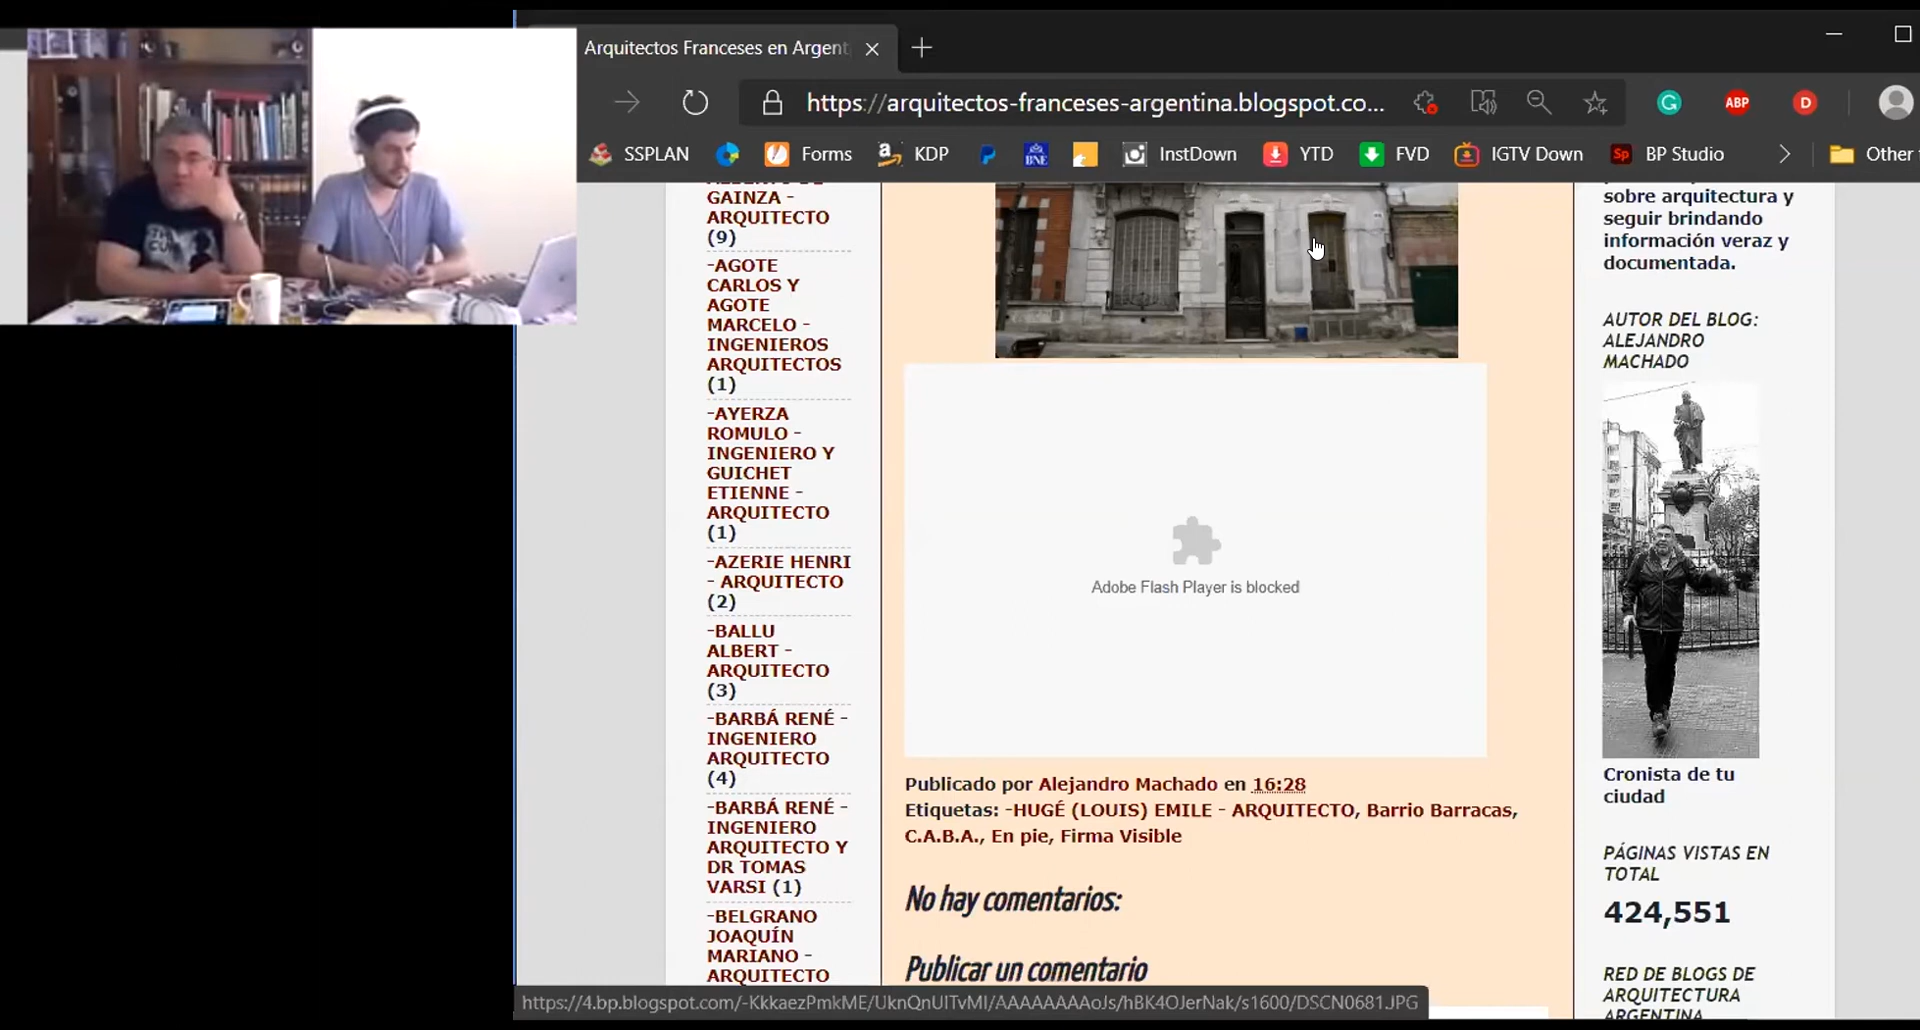 Arquitectos Franceses en Argent
https://arquitectos-franceses-argentina.blogspot.co...
ABP
D
SSPLAN
Forms
KDP
BNE
InstDown
YTD
FVD
IGTV Down
Sp
BP Studio
Other
GAINZA -
ARQUITECTO
(9)
-AGOTE
CARLOS Y
AGOTE
MARCELO -
INGENIEROS
ARQUITECTOS
(1)
-AYERZA
ROMULO -
INGENIERO Y
GUICHET
ETIENNE -
ARQUITECTO
(1)
-AZERIE HENRI
- ARQUITECTO
(2)
-BALLU
ALBERT -
ARQUITECTO
(3)
-BARBÁ RENÉ -
INGENIERO
ARQUITECTO
(4)
-BARBÁ RENÉ -
INGENIERO
ARQUITECTO Y
DR TOMAS
VARSI (1)
-BELGRANO
JOAQUÍN
MARIANO -
ARQUITECTO
Adobe Flash Player is blocked
Publicado por Alejandro Machado en 16:28
Etiquetas: -HUGÉ (LOUIS) EMILE - ARQUITECTO, Barrio Barracas,
C.A.B.A., En pie, Firma Visible
No hay comentarios:
Publicar un comentario
sobre arquitectura y
seguir brindando
información veraz y
documentada.
AUTOR DEL BLOG:
ALEJANDRO
MACHADO
Cronista de tu
ciudad
PÁGINAS VISTAS EN
TOTAL
424,551
RED DE BLOGS DE
ARQUITECTURA
ARGENTINA
https://4.bp.blogspot.com/-KkkaezPmkME/UknQnUITvMI/AAAAAAAAoJs/hBK4OJerNak/s1600/DSCN0681.JPG